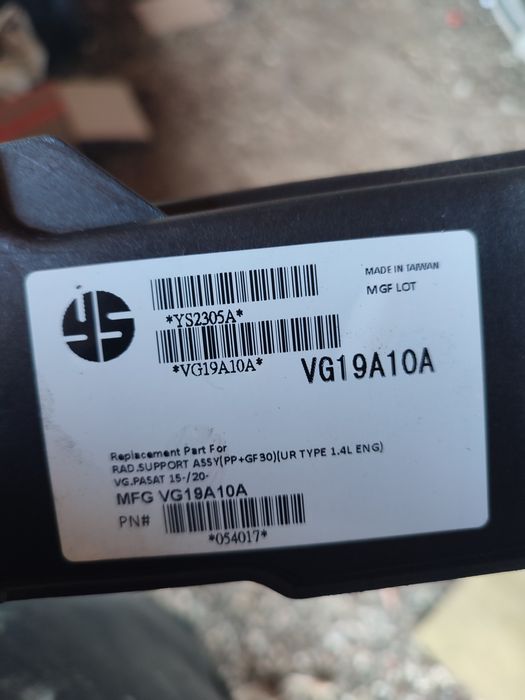 YS
MADE IN TAIWAN
MGF LOT
*YS2305A*
*VG19A10A*
VG19A10A
Replacement Part For
RAD.SUPPORT ASSY(PP+GF30)(UR TYPE 1.4L ENG)
VG.PASAT 15-/20-
MFG VG19A10A
PN#
*054017*